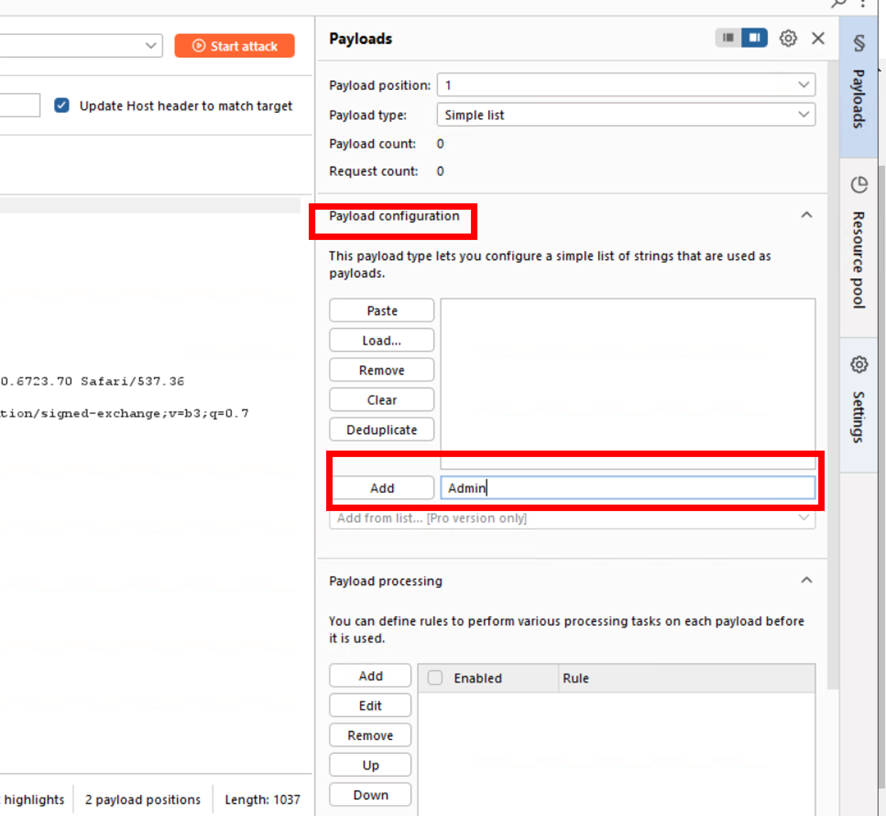 Start attack
Update Host header to match target
0.6723.70 Safari/537.36
tion/signed-exchange;v=b3;q=0.7
highlights
2 payload positions
Length: 1037
Payloads
Payload position: 1
Payload type: Simple list
Payload count: 0
Request count: 0
Payload configuration
This payload type lets you configure a simple list of strings that are used as
payloads.
Paste
Load...
Remove
Clear
Deduplicate
Add Admin
Add from list... [Pro version only]
Payload processing
You can define rules to perform various processing tasks on each payload before
it is used.
Add
Edit
Remove
Up
Down
Enabled Rule
Payloads
Resource pool
Settings